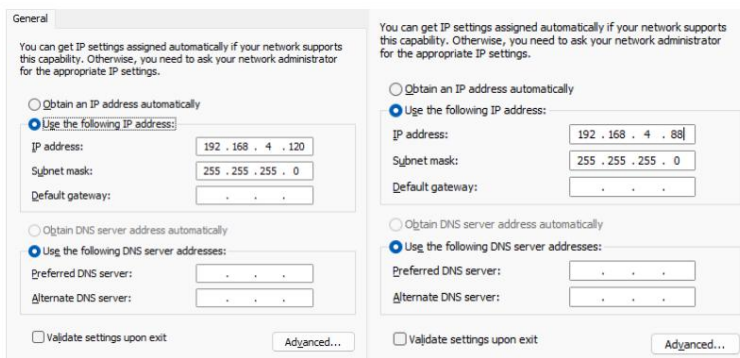 General
You can get IP settings assigned automatically if your network supports
this capability. Otherwise, you need to ask your network administrator
for the appropriate IP settings.
Obtain an IP address automatically
Use the following IP address:
IP address: 192 . 168 . 4 . 120
Subnet mask: 255 . 255 . 255 . 0
Default gateway: . . .
Obtain DNS server address automatically
Use the following DNS server addresses:
Preferred DNS server: . . .
Alternate DNS server: . . .
Validate settings upon exit
Advanced...
You can get IP settings assigned automatically if your network supports
this capability. Otherwise, you need to ask your network administrator
for the appropriate IP settings.
Obtain an IP address automatically
Use the following IP address:
IP address: 192 . 168 . 4 . 88
Subnet mask: 255 . 255 . 255 . 0
Default gateway: . . .
Obtain DNS server address automatically
Use the following DNS server addresses:
Preferred DNS server: . . .
Alternate DNS server: . . .
Validate settings upon exit
Advanced...